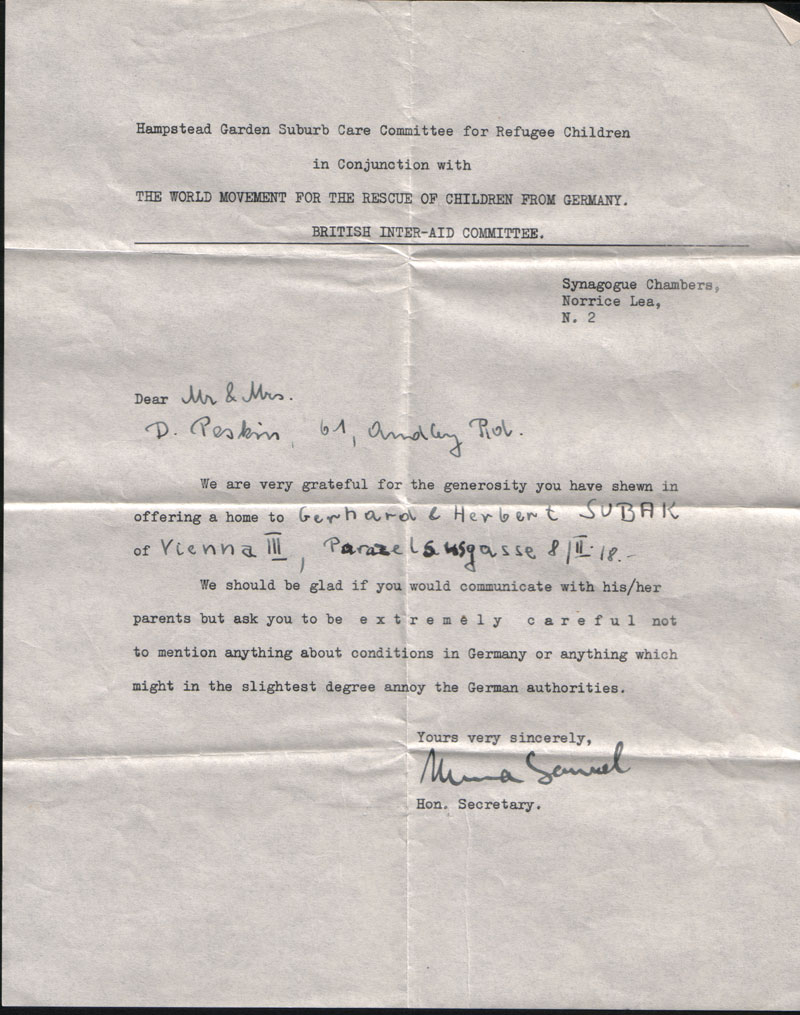 Hampstead Garden Suburb Care Committee for Refugee Children
in Conjunction with
THE WORLD MOVEMENT FOR THE RESCUE OF CHILDREN FROM GERMANY.
BRITISH INTER-AID COMMITTEE.
Synagogue Chambers,
Norrice Lea,
N. 2
Dear Mr & Mrs.
D. Peskin, 61, Audley Rd.
We are very grateful for the generosity you have shewn in
offering a home to Gerhard & Herbert SUBAK
of Vienna III, Parazelsusgasse 8/II.18.-
We should be glad if you would communicate with his/her
parents but ask you to be extremely careful not
to mention anything about conditions in Germany or anything which
might in the slightest degree annoy the German authorities.
Yours very sincerely,
Samuel
Hon. Secretary.